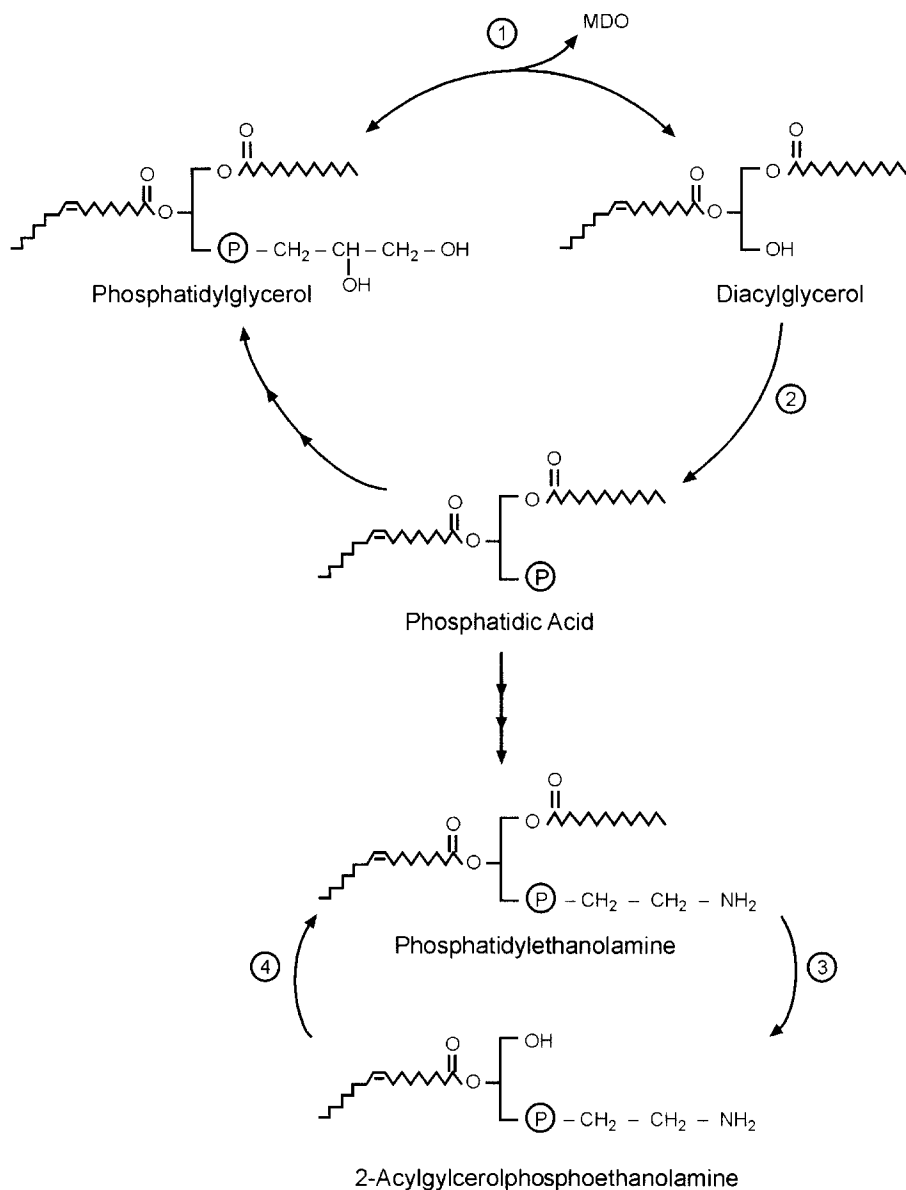 ① MDO
O
O
O
O
O
O
O
O
P – CH₂ – CH – CH₂ – OH
OH
OH
Phosphatidylglycerol
Diacylglycerol
②
O
O
O
O
P
Phosphatidic Acid
O
O
O
O
P – CH₂ – CH₂ – NH₂
Phosphatidylethanolamine
④
③
O
OH
O
P – CH₂ – CH₂ – NH₂
2-Acylgylcerolphosphoethanolamine